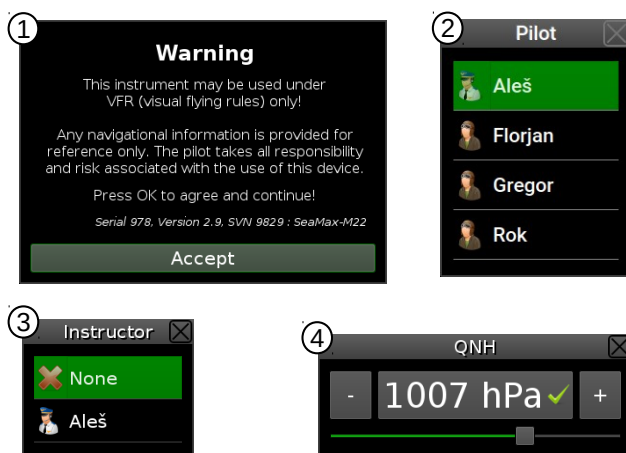 1
Warning
This instrument may be used under
VFR (visual flying rules) only!
Any navigational information is provided for
reference only. The pilot takes all responsibility
and risk associated with the use of this device.
Press OK to agree and continue!
Serial 978, Version 2.9, SVN 9829 : SeaMax-M22
Accept
2
Pilot
Aleš
Florjan
Gregor
Rok
3
Instructor
None
Aleš
4
QNH
- 1007 hPa +